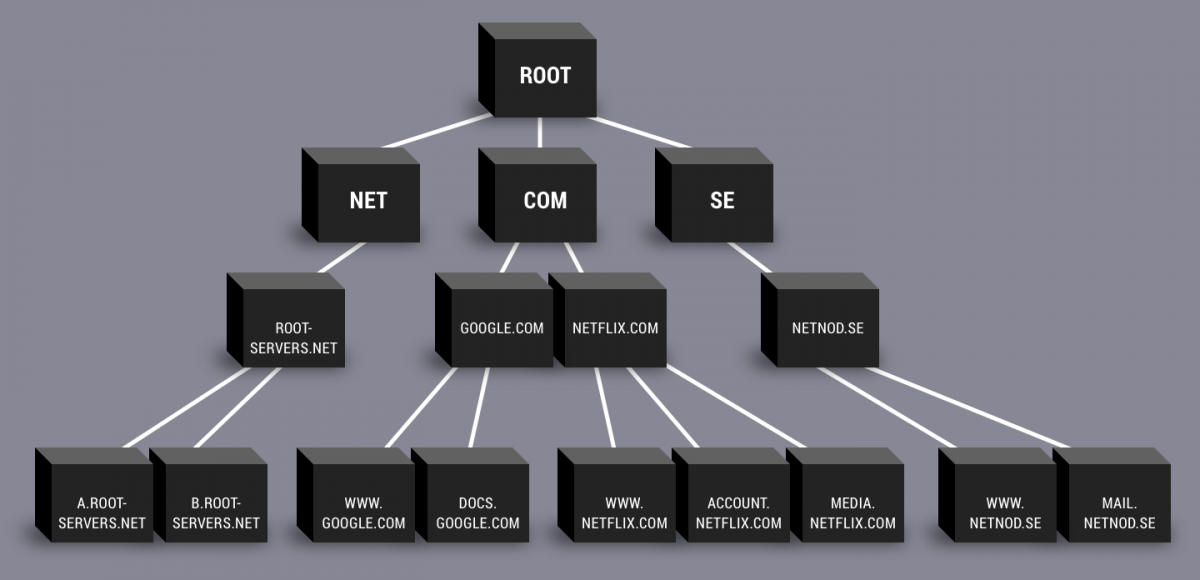 ROOT
NET
COM
SE
ROOT-
SERVERS.NET
GOOGLE.COM
NETFLIX.COM
NETNOD.SE
A.ROOT-
SERVERS.NET
B.ROOT-
SERVERS.NET
WWW.
GOOGLE.COM
DOCS.
GOOGLE.COM
WWW.
NETFLIX.COM
ACCOUNT.
NETFLIX.COM
MEDIA.
NETFLIX.COM
WWW.
NETNOD.SE
MAIL.
NETNOD.SE